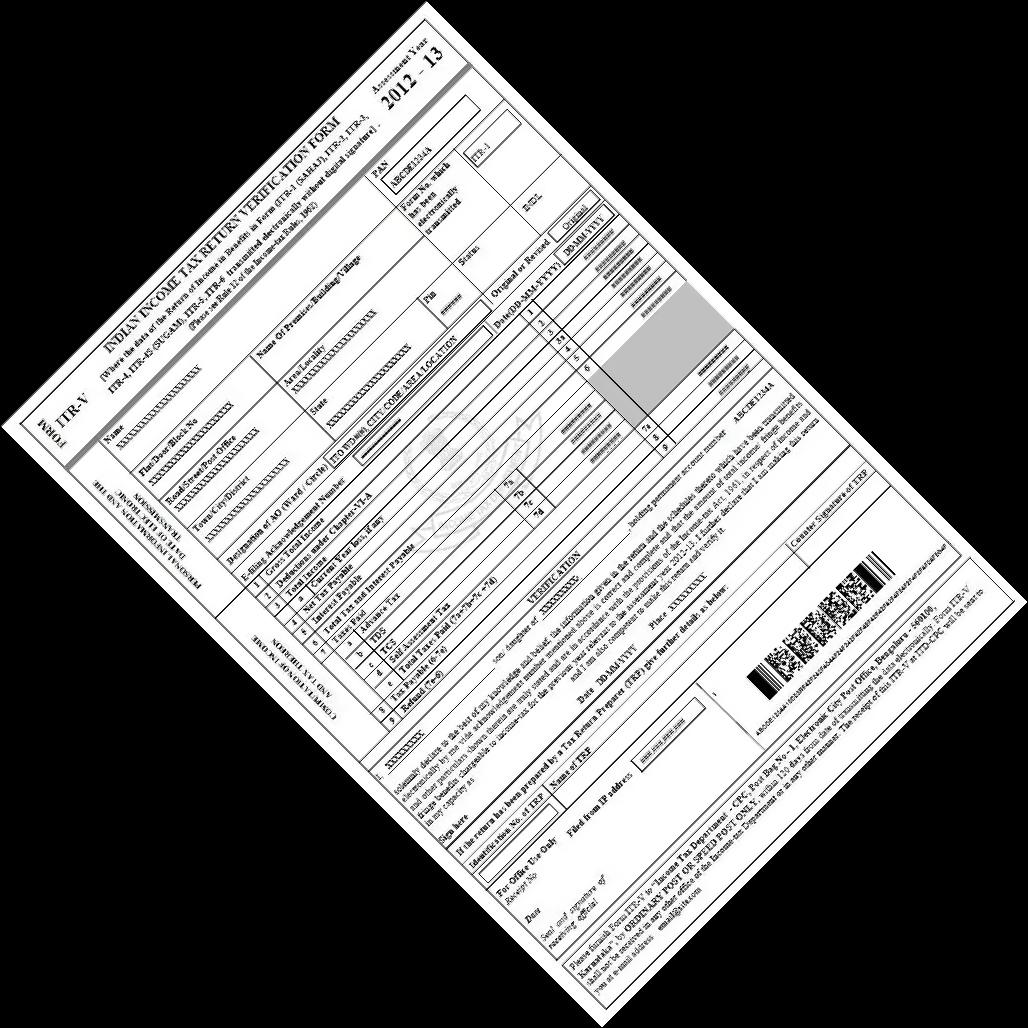 FORM
ITR-V
INDIAN INCOME TAX RETURN VERIFICATION FORM
[Where the data of the Return of Income in Benefits in Form (ITR-1 (SAHAJ), ITR-2, ITR-3,
ITR-4, ITR-4S (SUGAM), ITR-5, ITR-6 transmitted electronically without digital signature] .
(Please see Rule 12 of the Income-tax Rules, 1962)
Assessment Year
2012 - 13
PERSONAL INFORMATION AND THE
DATE OF ELECTRONIC
TRANSMISSION
Name
XXXXXXXXXXXXXXXXXXX
PAN
ABCDE1234A
Flat/Door/Block No
XXXXXXXXXXXXXXXXXXX
Name Of Premises/Building/Village
Form No. which
has been
electronically
transmitted
ITR-1
Road/Street/Post Office
XXXXXXXXXXXXXXXXXXX
Area/Locality
XXXXXXXXXXXXXXXXXXX
Status
INDL
Town/City/District
XXXXXXXXXXXXXXXXXXX
State
XXXXXXXXXXXXXXXXXXX
Pin
######
Designation of AO (Ward / Circle)
ITO WD 8(6), CITY CODE/AREA LOCATION
Original or Revised
Original
E-filing Acknowledgement Number
Date(DD-MM-YYYY)
DD-MM-YYYY
COMPUTATION OF INCOME
AND TAX THEREON
1 Gross Total Income 1
2 Deductions under Chapter-VI-A 2
3 Total Income 3
a Current Year loss, if any 3a
4 Net Tax Payable 4
5 Interest Payable 5
6 Total Tax and Interest Payable 6
7 Taxes Paid
a Advance Tax 7a
b TDS 7b
c TCS 7c
d Self Assessment Tax 7d
e Total Taxes Paid (7a+7b+7c +7d) 7e
8 Tax Payable (6-7e) 8
9 Refund (7e-6) 9
VERIFICATION
I, XXXXXXXXXX son/ daughter of XXXXXXXXXX , holding permanent account number ABCDE1234A
solemnly declare to the best of my knowledge and belief, the information given in the return and the schedules thereto which have been transmitted
electronically by me vide acknowledgement number mentioned above is correct and complete and that the amount of total income/ fringe benefits
and other particulars shown therein are truly stated and are in accordance with the provisions of the Income-tax Act, 1961, in respect of income and
fringe benefits chargeable to income-tax for the previous year relevant to the assessment year 2012-13. I further declare that I am making this return
in my capacity as and I am also competent to make this return and verify it.
Sign here Date DD-MM/YYYY Place XXXXXXXXXX
If the return has been prepared by a Tax Return Preparer (TRP) give further details as below:
Identification No. of TRP
Name of TRP
Counter Signature of TRP
For Office Use Only
Receipt No
Filed from IP address
###.###.###.###
Date
Seal and signature of
receiving official
Please furnish Form ITR-V to "Income Tax Department - CPC, Post Bag No - 1, Electronic City Post Office, Bengaluru - 560100,
Karnataka", by ORDINARY POST OR SPEED POST ONLY, within 120 days from date of transmitting the data electronically. Form ITR-V
shall not be received in any other office of the Income-tax Department or in any other manner. The receipt of this ITR-V at ITD-CPC will be sent to
you at e-mail address email@site.com